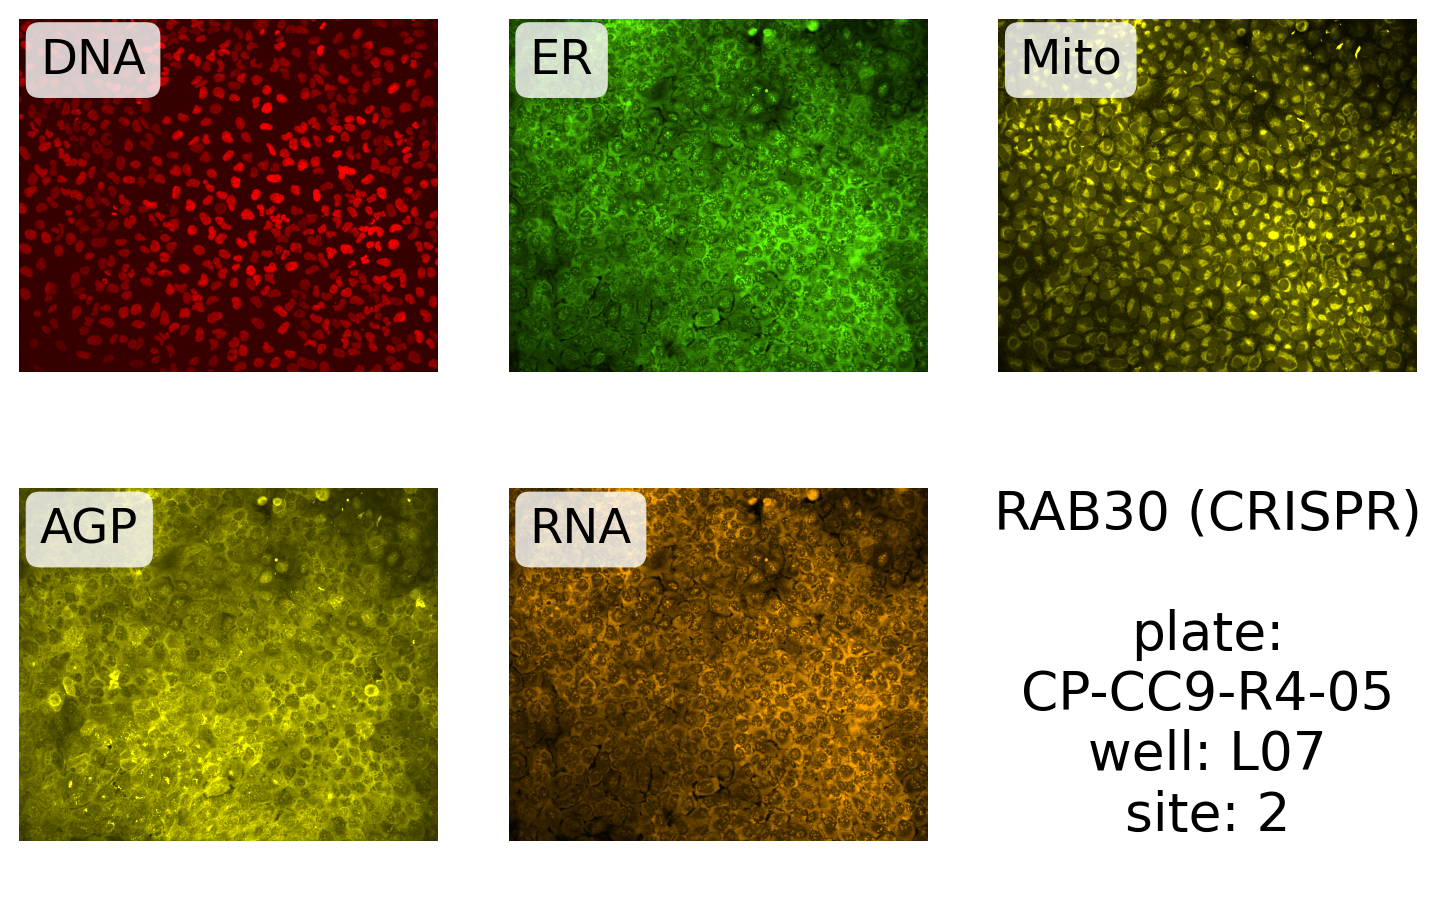 DNA
ER
Mito
AGP
RNA
RAB30 (CRISPR)
plate:
CP-CC9-R4-05
well: L07
site: 2